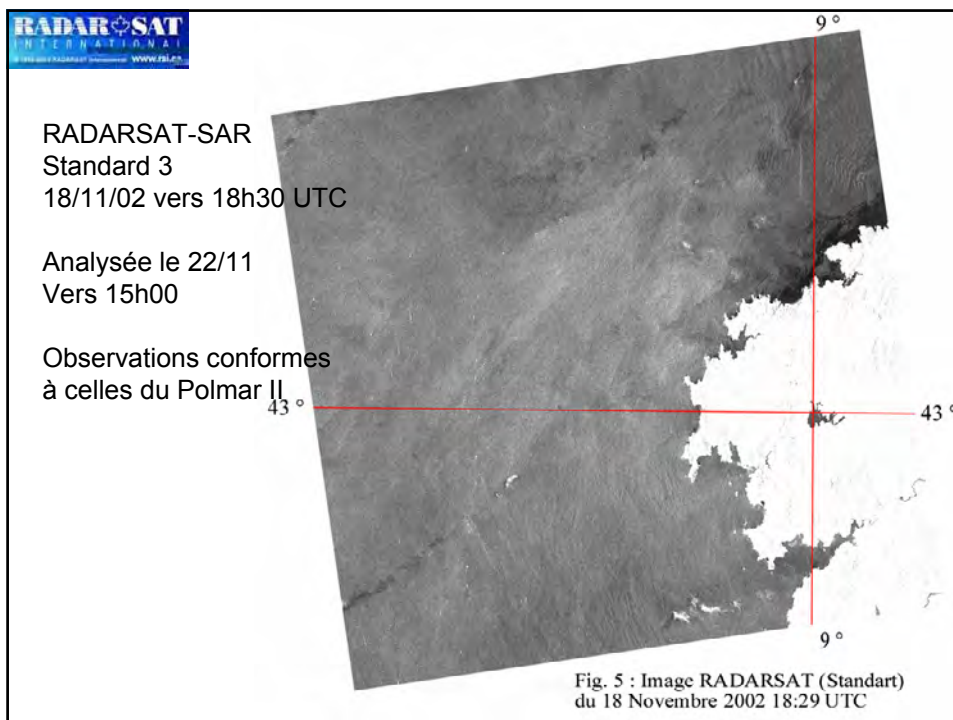 RADAR SAT
INTERNATIONAL
www.rsi.ca
RADARSAT-SAR
Standard 3
18/11/02 vers 18h30 UTC
Analysée le 22/11
Vers 15h00
Observations conformes
à celles du Polmar II
9 °
43 °
43 °
9 °
Fig. 5 : Image RADARSAT (Standart)
du 18 Novembre 2002 18:29 UTC